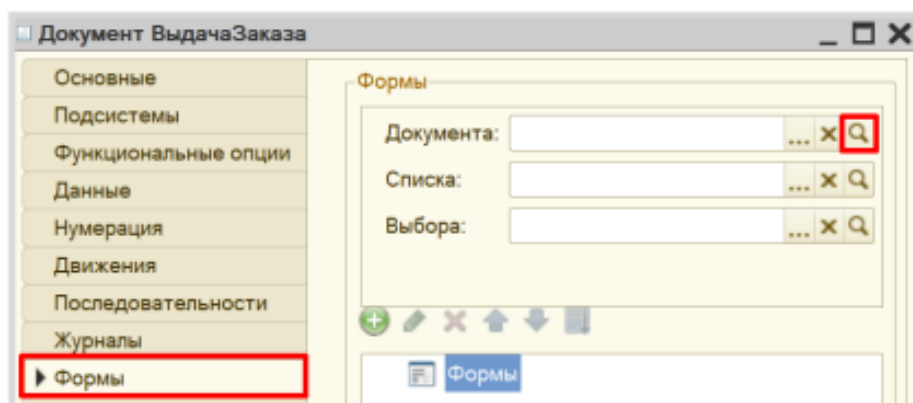 Документ ВыдачаЗаказа
Основные
Подсистемы
Функциональные опции
Данные
Нумерация
Движения
Последовательности
Журналы
Формы
Формы
Документа:
...
Списка:
...
Выбора:
...
Формы